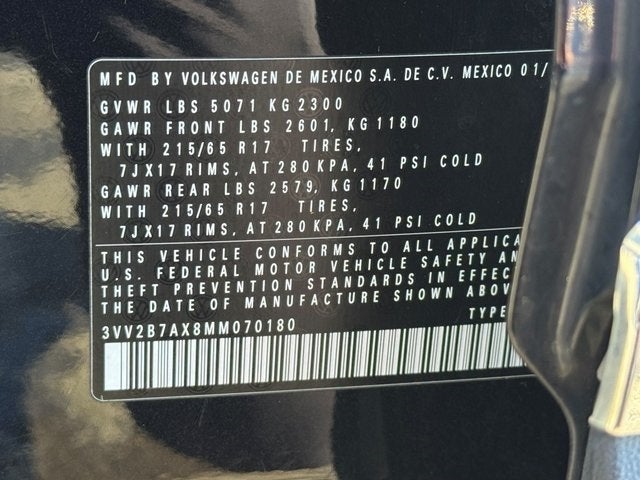 MFD BY VOLKSWAGEN DE MEXICO S.A. DE C.V. MEXICO 01/
GVWR LBS 5071 KG 2300
GAWR FRONT LBS 2601, KG 1180
WITH 215/65 R17 TIRES,
7JX17 RIMS, AT 280 KPA, 41 PSI COLD
GAWR REAR LBS 2579, KG 1170
WITH 215/65 R17 TIRES,
7JX17 RIMS, AT 280 KPA, 41 PSI COLD
THIS VEHICLE CONFORMS TO ALL APPLICA
U.S. FEDERAL MOTOR VEHICLE SAFETY AN
THEFT PREVENTION STANDARDS IN EFFEC
THE DATE OF MANUFACTURE SHOWN ABOV
3VV2B7AX8MM070180 TYPE